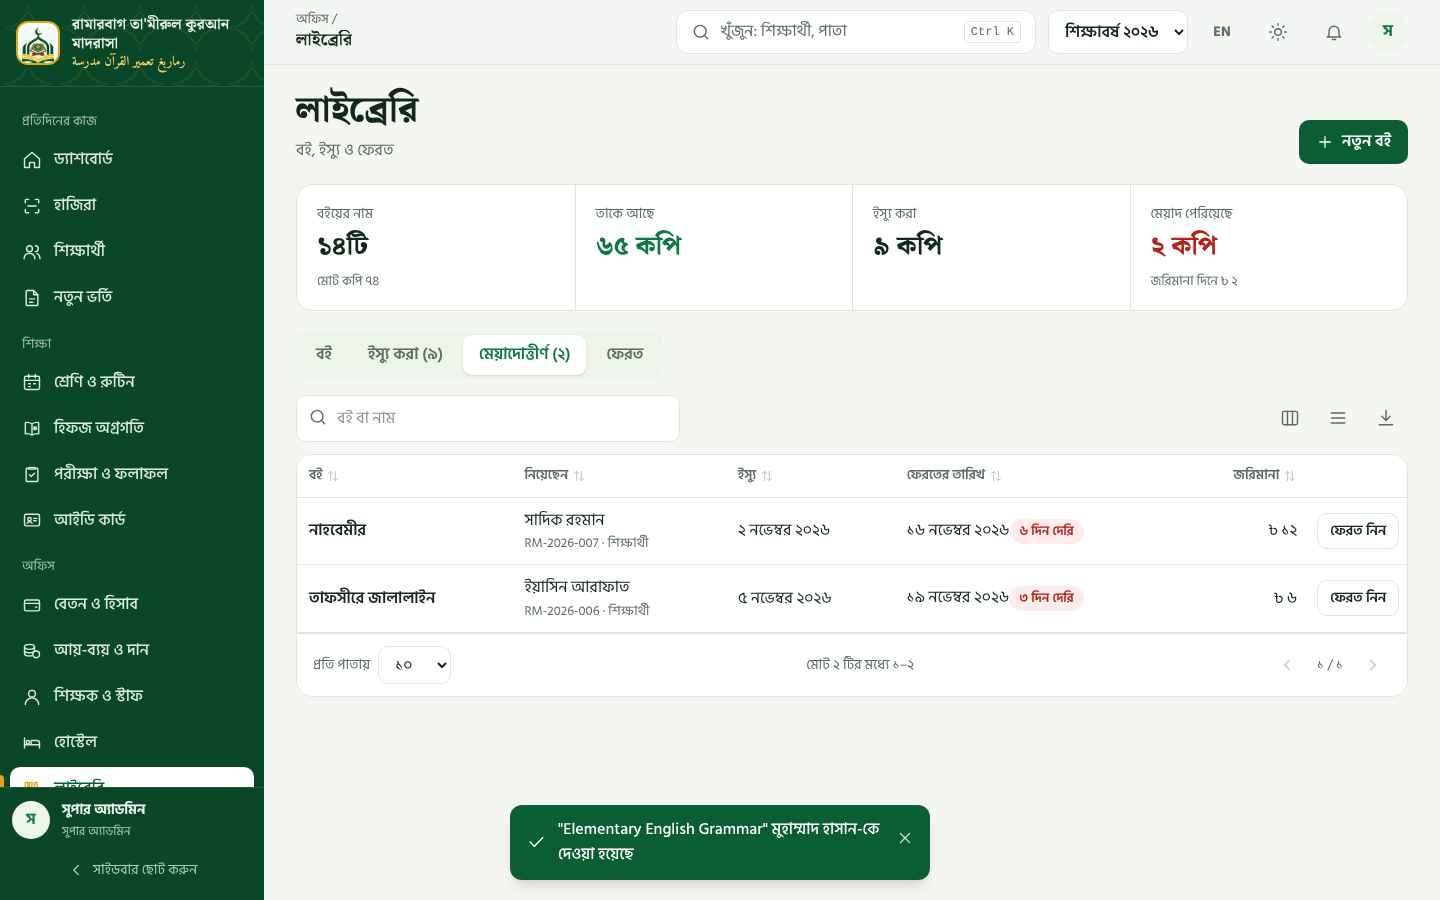 রামারবাগ তা'মীরুল কুরআন
মাদরাসা
رمارباغ تعمير القرآن مدرسة
প্রতিদিনের কাজ
ড্যাশবোর্ড
হাজিরা
শিক্ষার্থী
নতুন ভর্তি
শিক্ষা
শ্রেণি ও রুটিন
হিফজ অগ্রগতি
পরীক্ষা ও ফলাফল
আইডি কার্ড
অফিস
বেতন ও হিসাব
আয়-ব্যয় ও দান
শিক্ষক ও স্টাফ
হোস্টেল
লাইব্রেরি
স
সুপার অ্যাডমিন
সুপার অ্যাডমিন
সাইডবার ছোট করুন
অফিস /
লাইব্রেরি
খুঁজুন: শিক্ষার্থী, পাতা
Ctrl K
শিক্ষাবর্ষ ২০২৬
EN
স
লাইব্রেরি
বই, ইস্যু ও ফেরত
নতুন বই
বইয়ের নাম
১৪টি
মোট কপি ৭৪
তাকে আছে
৬৫ কপি
ইস্যু করা
৯ কপি
মেয়াদ পেরিয়েছে
২ কপি
জরিমানা দিনে ৳ ২
বই
ইস্যু করা (৯)
মেয়াদোত্তীর্ণ (২)
ফেরত
বই বা নাম
বই নিয়েছেন ইস্যু ফেরতের তারিখ জরিমানা
নাহবেমীর
সাদিক রহমান
RM-2026-007 · শিক্ষার্থী
২ নভেম্বর ২০২৬
১৬ নভেম্বর ২০২৬ ৬ দিন দেরি
৳ ১২
ফেরত নিন
তাফসীরে জালালাইন
ইয়াসিন আরাফাত
RM-2026-006 · শিক্ষার্থী
৫ নভেম্বর ২০২৬
১৯ নভেম্বর ২০২৬ ৩ দিন দেরি
৳ ৬
ফেরত নিন
প্রতি পাতায় ১০
মোট ২ টির মধ্যে ১–২
১ / ১
"Elementary English Grammar" মুহাম্মাদ হাসান-কে
দেওয়া হয়েছে